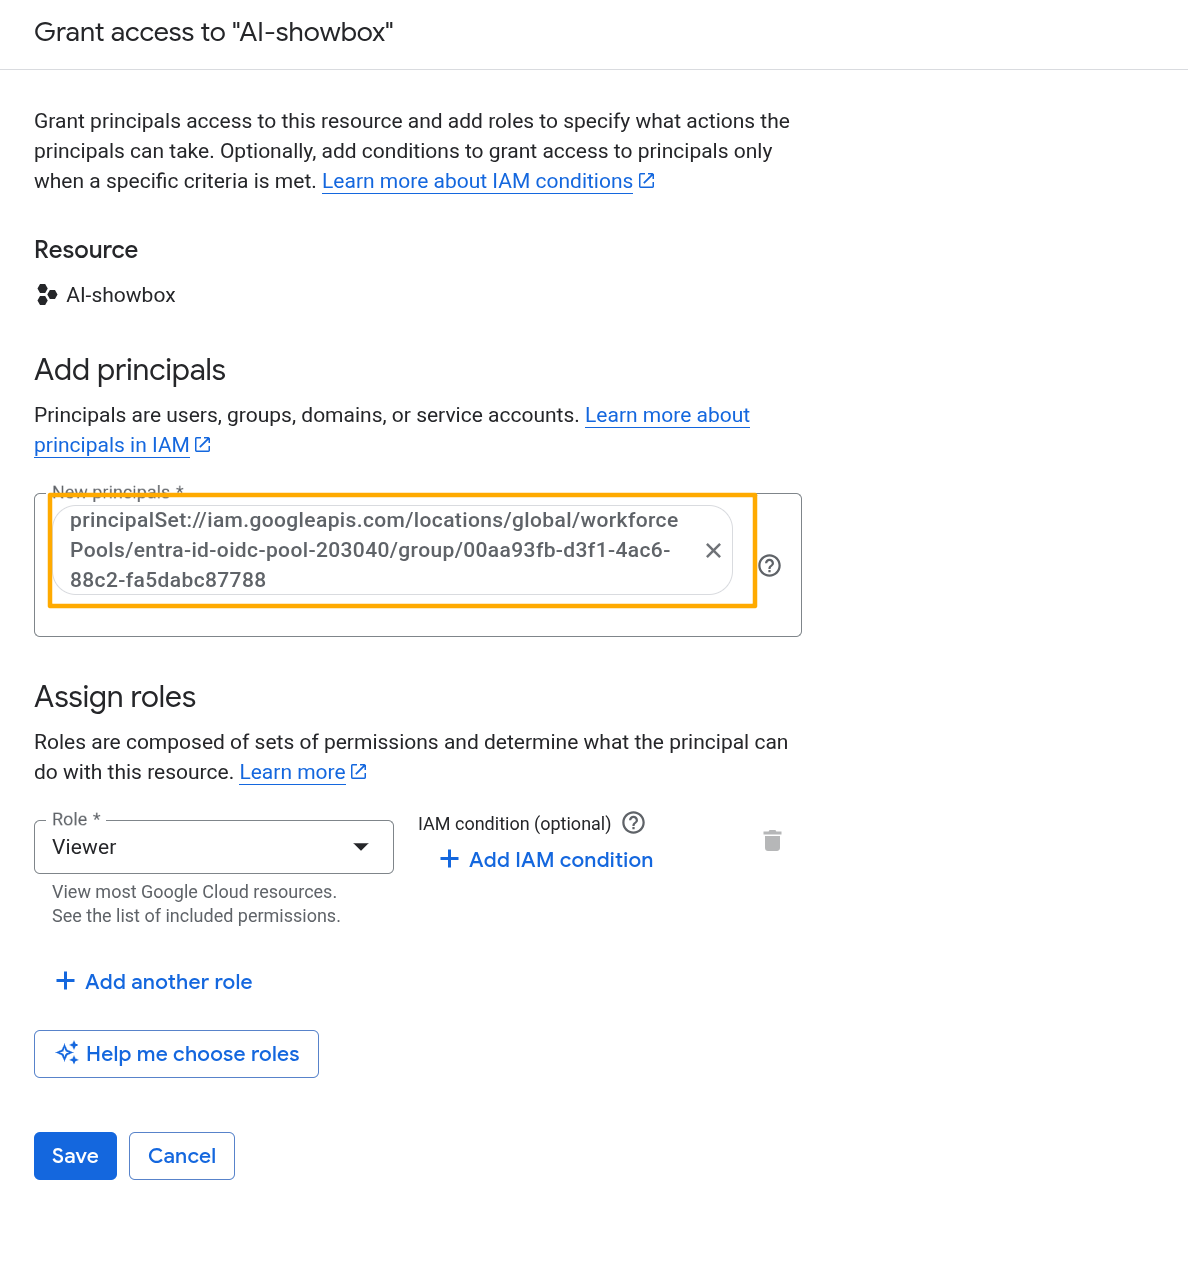 Grant access to "AI-showbox"
Grant principals access to this resource and add roles to specify what actions the
principals can take. Optionally, add conditions to grant access to principals only
when a specific criteria is met. Learn more about IAM conditions
Resource
AI-showbox
Add principals
Principals are users, groups, domains, or service accounts. Learn more about
principals in IAM
New principals *
principalSet://iam.googleapis.com/locations/global/workforce
Pools/entra-id-oidc-pool-203040/group/00aa93fb-d3f1-4ac6-
88c2-fa5dabc87788
Assign roles
Roles are composed of sets of permissions and determine what the principal can
do with this resource. Learn more
Role *
Viewer
IAM condition (optional)
Add IAM condition
View most Google Cloud resources.
See the list of included permissions.
Add another role
Help me choose roles
Save
Cancel